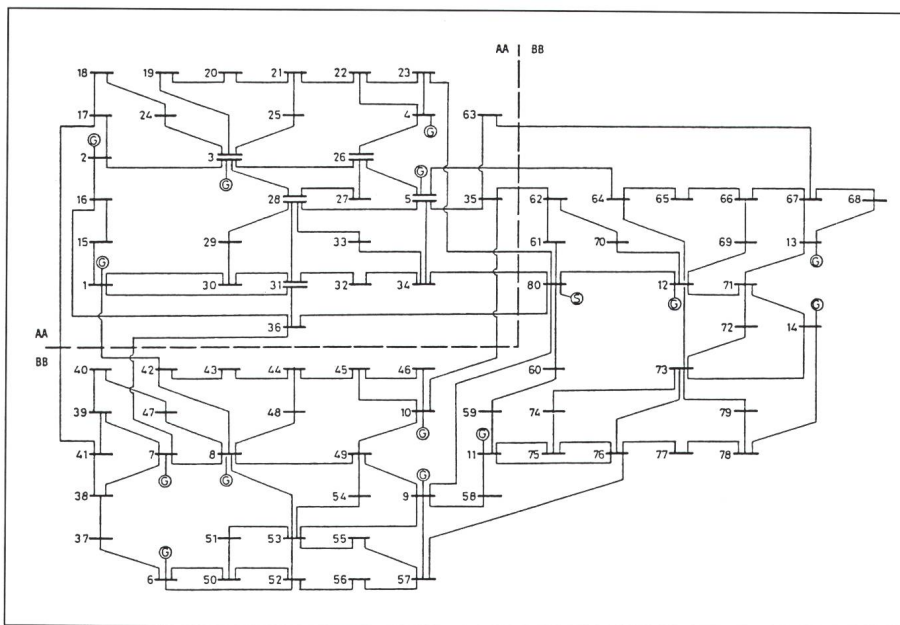 AA BB
18 19 20 21 22 23
17 24 25 4 63
G G
2 3 26 G
G
16 28 27 5 35 62 64 65 66 67 68
15 29 33 61 70 69 13
G G
1 30 31 32 34 80 12 71 G
S G
36 72 14
AA
BB
40 42 43 44 45 46 60 73
39 47 48 10 59 74 79
G G
41 7 8 49 G 11 75 76 77 78
G G
38 54 9 58
37 51 53 55
G
6 50 52 56 57